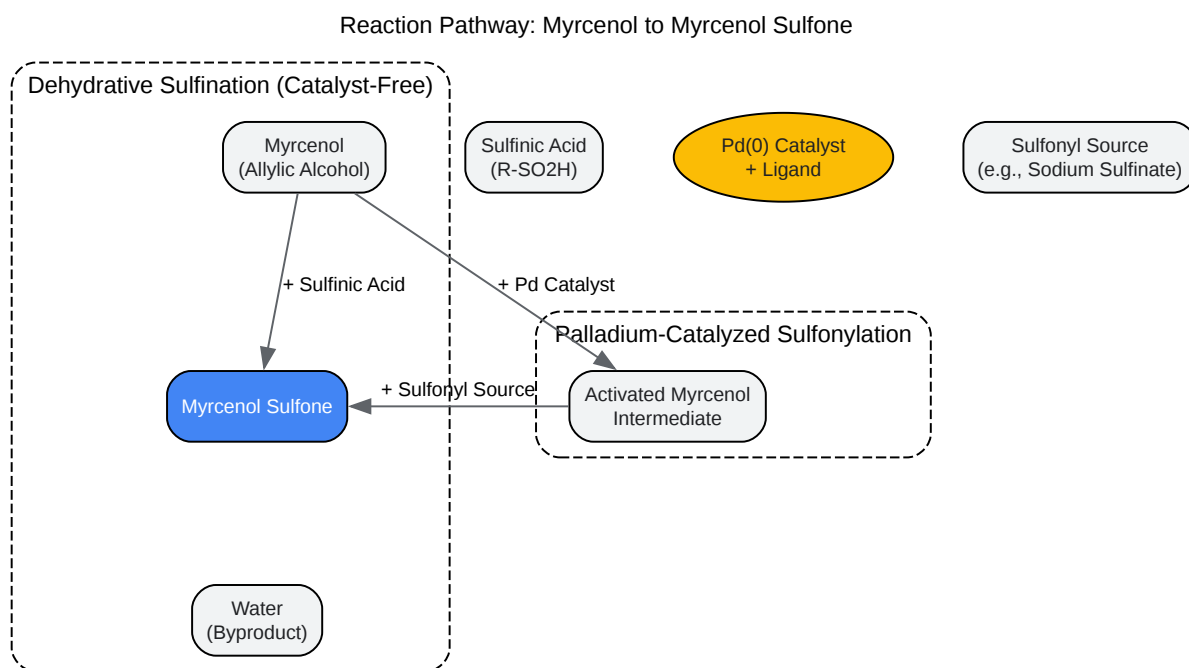 Reaction Pathway: Myrcenol to Myrcenol Sulfone
Dehydrative Sulfination (Catalyst-Free)
Myrcenol
(Allylic Alcohol)
Sulfinic Acid
(R-SO2H)
Pd(0) Catalyst
+ Ligand
Sulfonyl Source
(e.g., Sodium Sulfinate)
+ Sulfinic Acid
+ Pd Catalyst
Palladium-Catalyzed Sulfonylation
Myrcenol Sulfone
+ Sulfonyl Source
Activated Myrcenol
Intermediate
Water
(Byproduct)